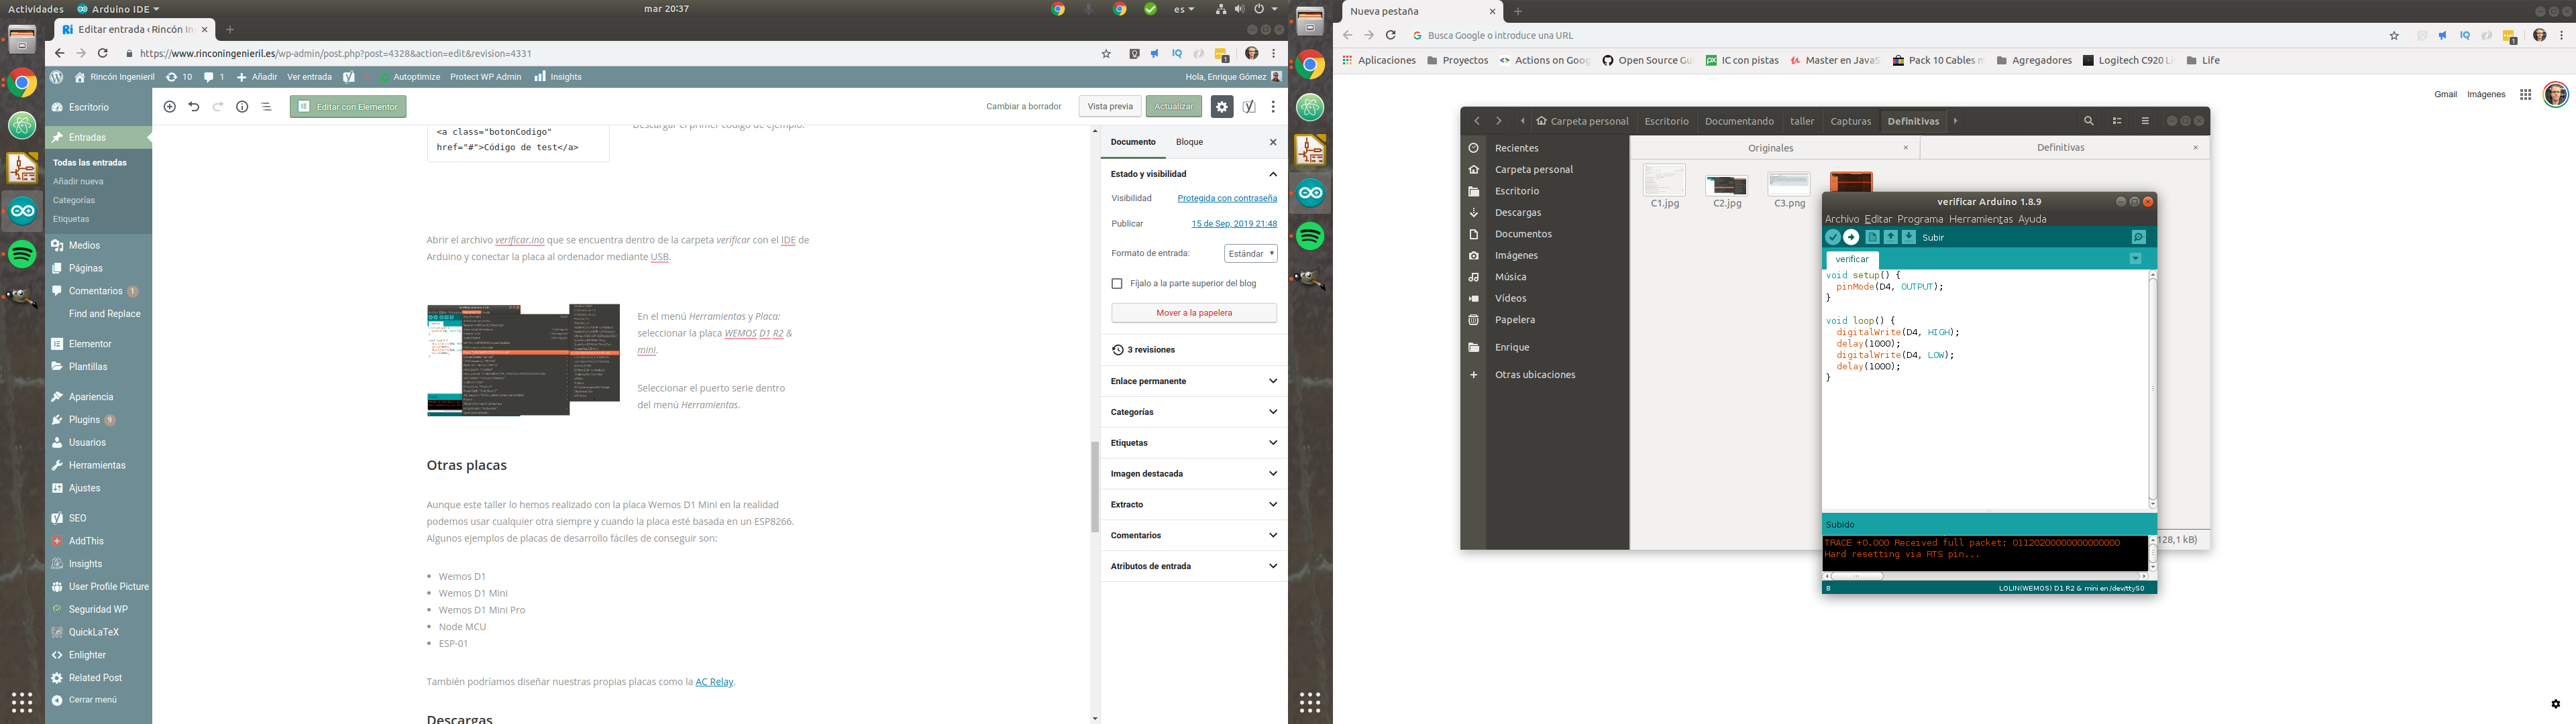 Actividades
Arduino IDE
mar 20:37
es
Editar entrada ‹ Rincón In
https://www.rinconingenieril.es/wp-admin/post.php?post=4328&action=edit&revision=4331
Rincón Ingenieril
10
1
Añadir
Ver entrada
Autoptimize
Protect WP Admin
Insights
Hola, Enrique Gómez
Escritorio
Entradas
Todas las entradas
Añadir nueva
Categorías
Etiquetas
Medios
Páginas
Comentarios 1
Find and Replace
Elementor
Plantillas
Apariencia
Plugins 9
Usuarios
Herramientas
Ajustes
SEO
AddThis
Insights
User Profile Picture
Seguridad WP
QuickLaTeX
Enlighter
Related Post
Cerrar menú
Editar con Elementor
Cambiar a borrador
Vista previa
Actualizar
<a class="botonCodigo"
href="#">Código de test</a>
Descargar el primer código de ejemplo.
Abrir el archivo verificar.ino que se encuentra dentro de la carpeta verificar con el IDE de
Arduino y conectar la placa al ordenador mediante USB.
En el menú Herramientas y Placa:
seleccionar la placa WEMOS D1 R2 &
mini.
Seleccionar el puerto serie dentro
del menú Herramientas.
Otras placas
Aunque este taller lo hemos realizado con la placa Wemos D1 Mini en la realidad
podemos usar cualquier otra siempre y cuando la placa esté basada en un ESP8266.
Algunos ejemplos de placas de desarrollo fáciles de conseguir son:
Wemos D1
Wemos D1 Mini
Wemos D1 Mini Pro
Node MCU
ESP-01
También podríamos diseñar nuestras propias placas como la AC Relay.
Descargas
Documento
Bloque
Estado y visibilidad
Visibilidad
Protegida con contraseña
Publicar
15 de Sep, 2019 21:48
Formato de entrada:
Estándar
Fíjalo a la parte superior del blog
Mover a la papelera
3 revisiones
Enlace permanente
Categorías
Etiquetas
Imagen destacada
Extracto
Comentarios
Atributos de entrada
Nueva pestaña
Busca Google o introduce una URL
1
Aplicaciones
Proyectos
Actions on Goog
Open Source Gu
IC con pistas
Master en JavaS
Pack 10 Cables m
Agregadores
Logitech C920 Li
Life
Gmail
Imágenes
Carpeta personal
Escritorio
Documentando
taller
Capturas
Definitivas
Recientes
Carpeta personal
Escritorio
Descargas
Documentos
Imágenes
Música
Vídeos
Papelera
Enrique
Otras ubicaciones
Originales
Definitivas
C1.jpg
C2.jpg
C3.png
128,1 kB)
verificar Arduino 1.8.9
Archivo Editar Programa Herramientas Ayuda
Subir
verificar
void setup() {
pinMode(D4, OUTPUT);
}
void loop() {
digitalWrite(D4, HIGH);
delay(1000);
digitalWrite(D4, LOW);
delay(1000);
}
Subido
TRACE +0.000 Received full packet: 01120200000000000000
Hard resetting via RTS pin...
8
LOLIN(WEMOS) D1 R2 & mini en /dev/ttyS0